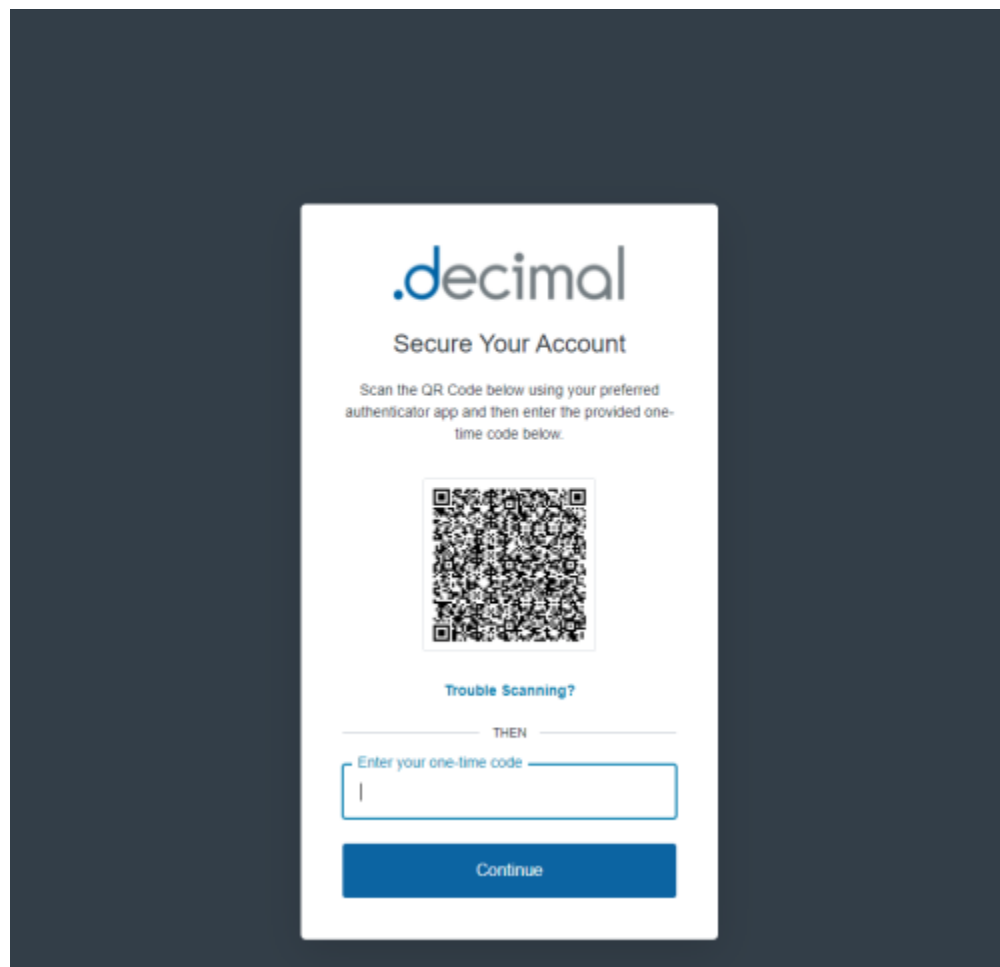 .decimal
Secure Your Account
Scan the QR Code below using your preferred
authenticator app and then enter the provided one-
time code below.
Trouble Scanning?
THEN
Enter your one-time code
Continue